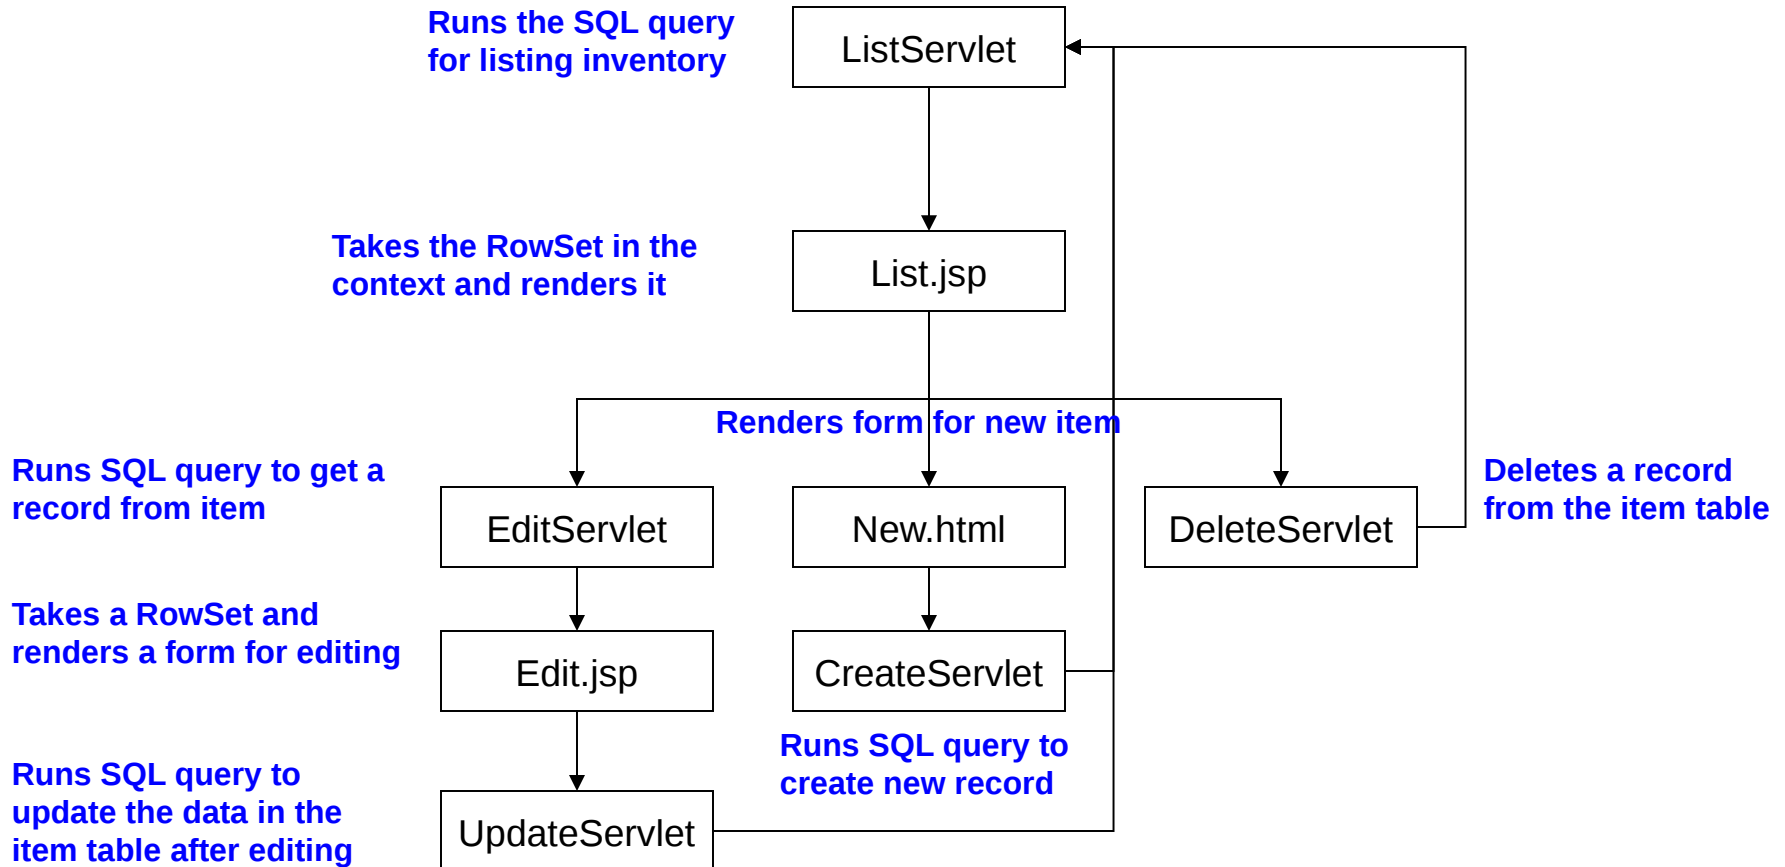 Runs the SQL query
for listing inventory
ListServlet
Takes the RowSet in the
context and renders it
List.jsp
Renders form for new item
Runs SQL query to get a
record from item
EditServlet
New.html
DeleteServlet
Deletes a record
from the item table
Takes a RowSet and
renders a form for editing
Edit.jsp
CreateServlet
Runs SQL query to
create new record
Runs SQL query to
update the data in the
item table after editing
UpdateServlet